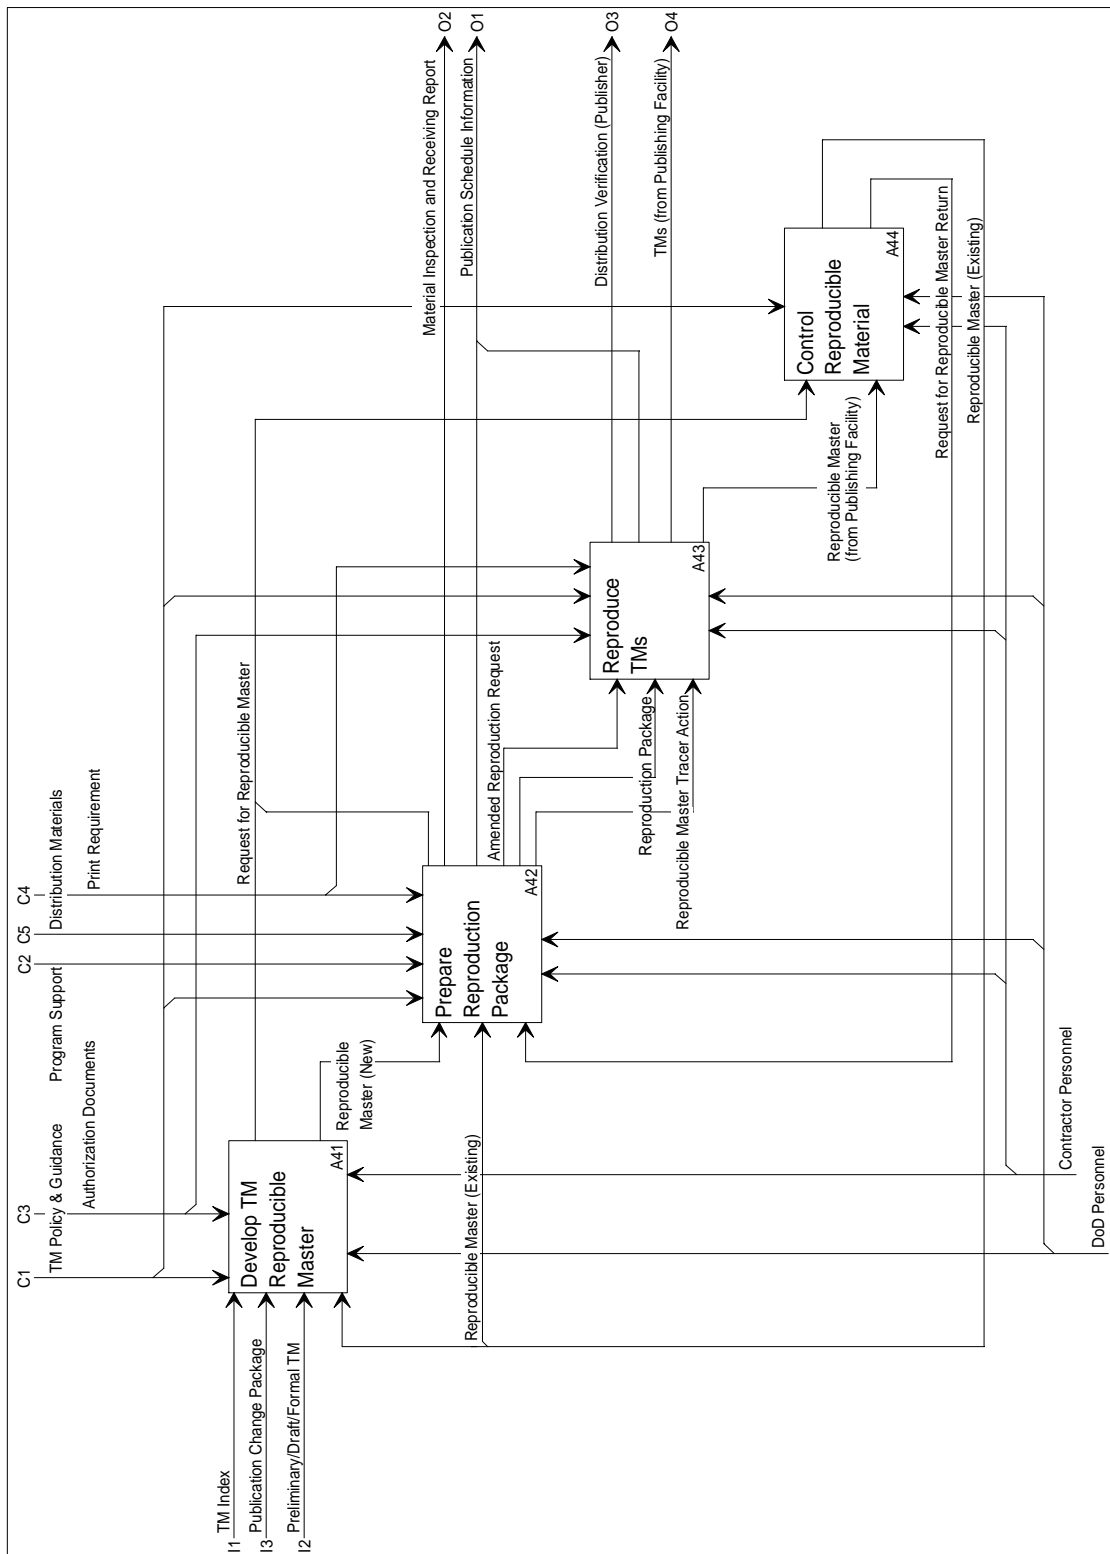 C1
TM Policy & Guidance
C3
Authorization Documents
Program Support
C2
C5
Distribution Materials
C4
Print Requirement
I1
TM Index
I3
Publication Change Package
I2
Preliminary/Draft/Formal TM
Develop TM
Reproducible
Master
A41
Request for Reproducible Master
Reproducible
Master (New)
Reproducible Master (Existing)
Prepare
Reproduction
Package
A42
Material Inspection and Receiving Report
O2
Publication Schedule Information
O1
Amended Reproduction Request
Reproduction Package
Reproducible Master Tracer Action
Reproduce
TMs
A43
Distribution Verification (Publisher)
O3
TMs (from Publishing Facility)
O4
Reproducible Master
(from Publishing Facility)
Control
Reproducible
Material
A44
Request for Reproducible Master Return
Reproducible Master (Existing)
Contractor Personnel
DoD Personnel